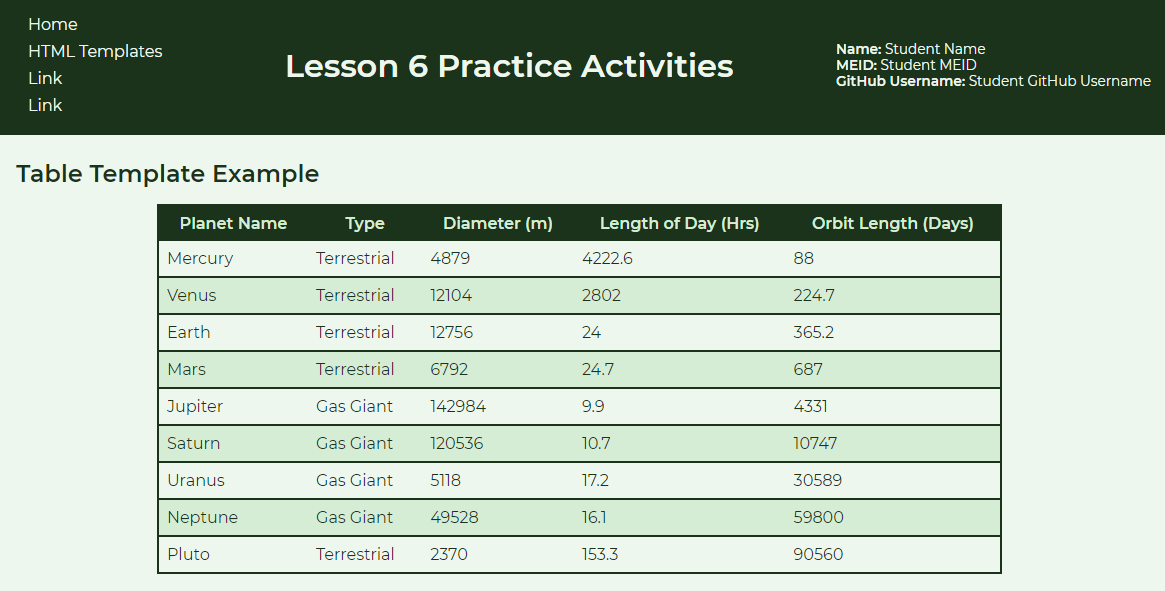 Home
HTML Templates
Link
Link
Lesson 6 Practice Activities
Name: Student Name
MEID: Student MEID
GitHub Username: Student GitHub Username
Table Template Example
Planet Name Type Diameter (m) Length of Day (Hrs) Orbit Length (Days)
Mercury Terrestrial 4879 4222.6 88
Venus Terrestrial 12104 2802 224.7
Earth Terrestrial 12756 24 365.2
Mars Terrestrial 6792 24.7 687
Jupiter Gas Giant 142984 9.9 4331
Saturn Gas Giant 120536 10.7 10747
Uranus Gas Giant 5118 17.2 30589
Neptune Gas Giant 49528 16.1 59800
Pluto Terrestrial 2370 153.3 90560